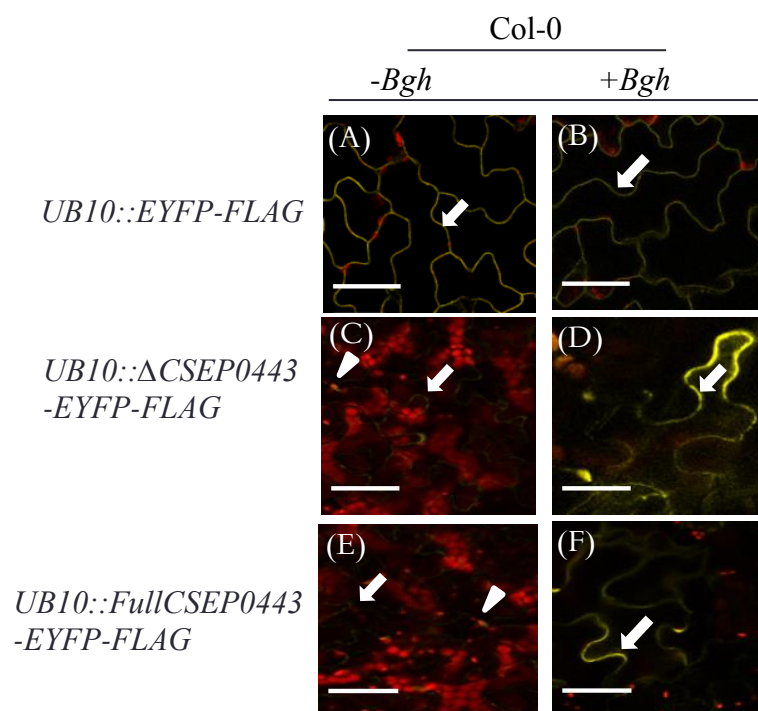 Col-0
-Bgh +Bgh
(A) (B)
UB10::EYFP-FLAG
(C) (D)
UB10::ΔCSEP0443
-EYFP-FLAG
(E) (F)
UB10::FullCSEP0443
-EYFP-FLAG